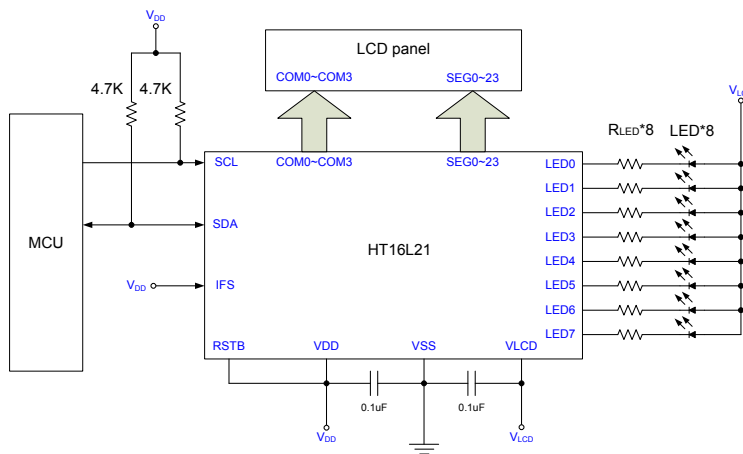 VDD
LCD panel
COM0~COM3 SEG0~23
4.7K 4.7K
VLC
RLED*8 LED*8
MCU
SCL
COM0~COM3 SEG0~23
LED0
LED1
SDA
LED2
HT16L21
LED3
LED4
VDD
IFS
LED5
LED6
LED7
RSTB VDD VSS VLCD
0.1uF 0.1uF
VDD VLCD